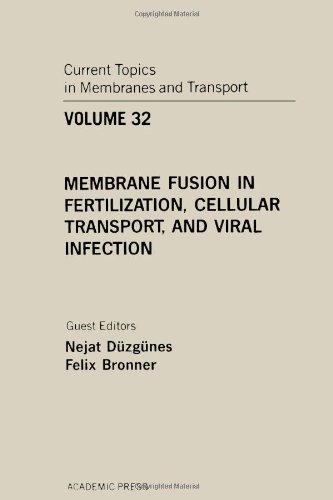 Current Topics
in Membranes and Transport
VOLUME 32
MEMBRANE FUSION IN
FERTILIZATION, CELLULAR
TRANSPORT, AND VIRAL
INFECTION
Guest Editors
Nejat Düzgünes
Felix Bronner
ACADEMIC PRESS